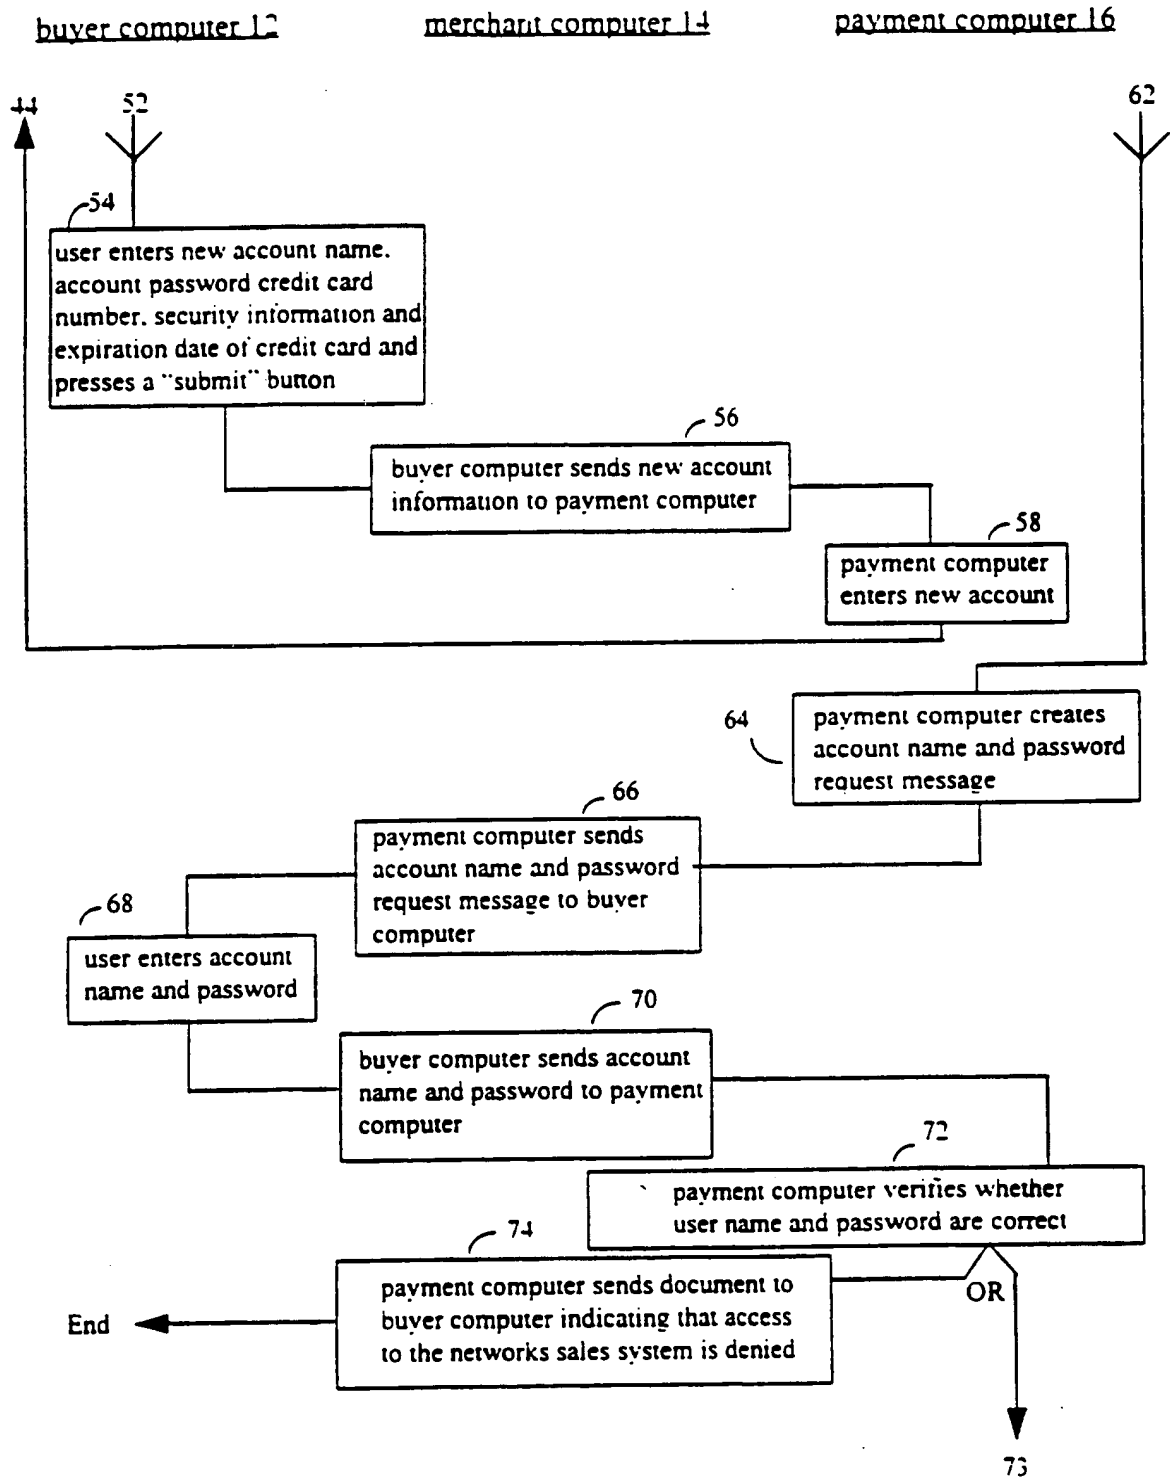 buyer computer 12
merchant computer 14
payment computer 16
44
52
62
54
user enters new account name.
account password credit card
number. security information and
expiration date of credit card and
presses a "submit" button
56
buyer computer sends new account
information to payment computer
58
payment computer
enters new account
64
payment computer creates
account name and password
request message
66
payment computer sends
account name and password
request message to buyer
computer
68
user enters account
name and password
70
buyer computer sends account
name and password to payment
computer
72
payment computer verifies whether
user name and password are correct
OR
74
payment computer sends document to
buyer computer indicating that access
to the networks sales system is denied
End
73